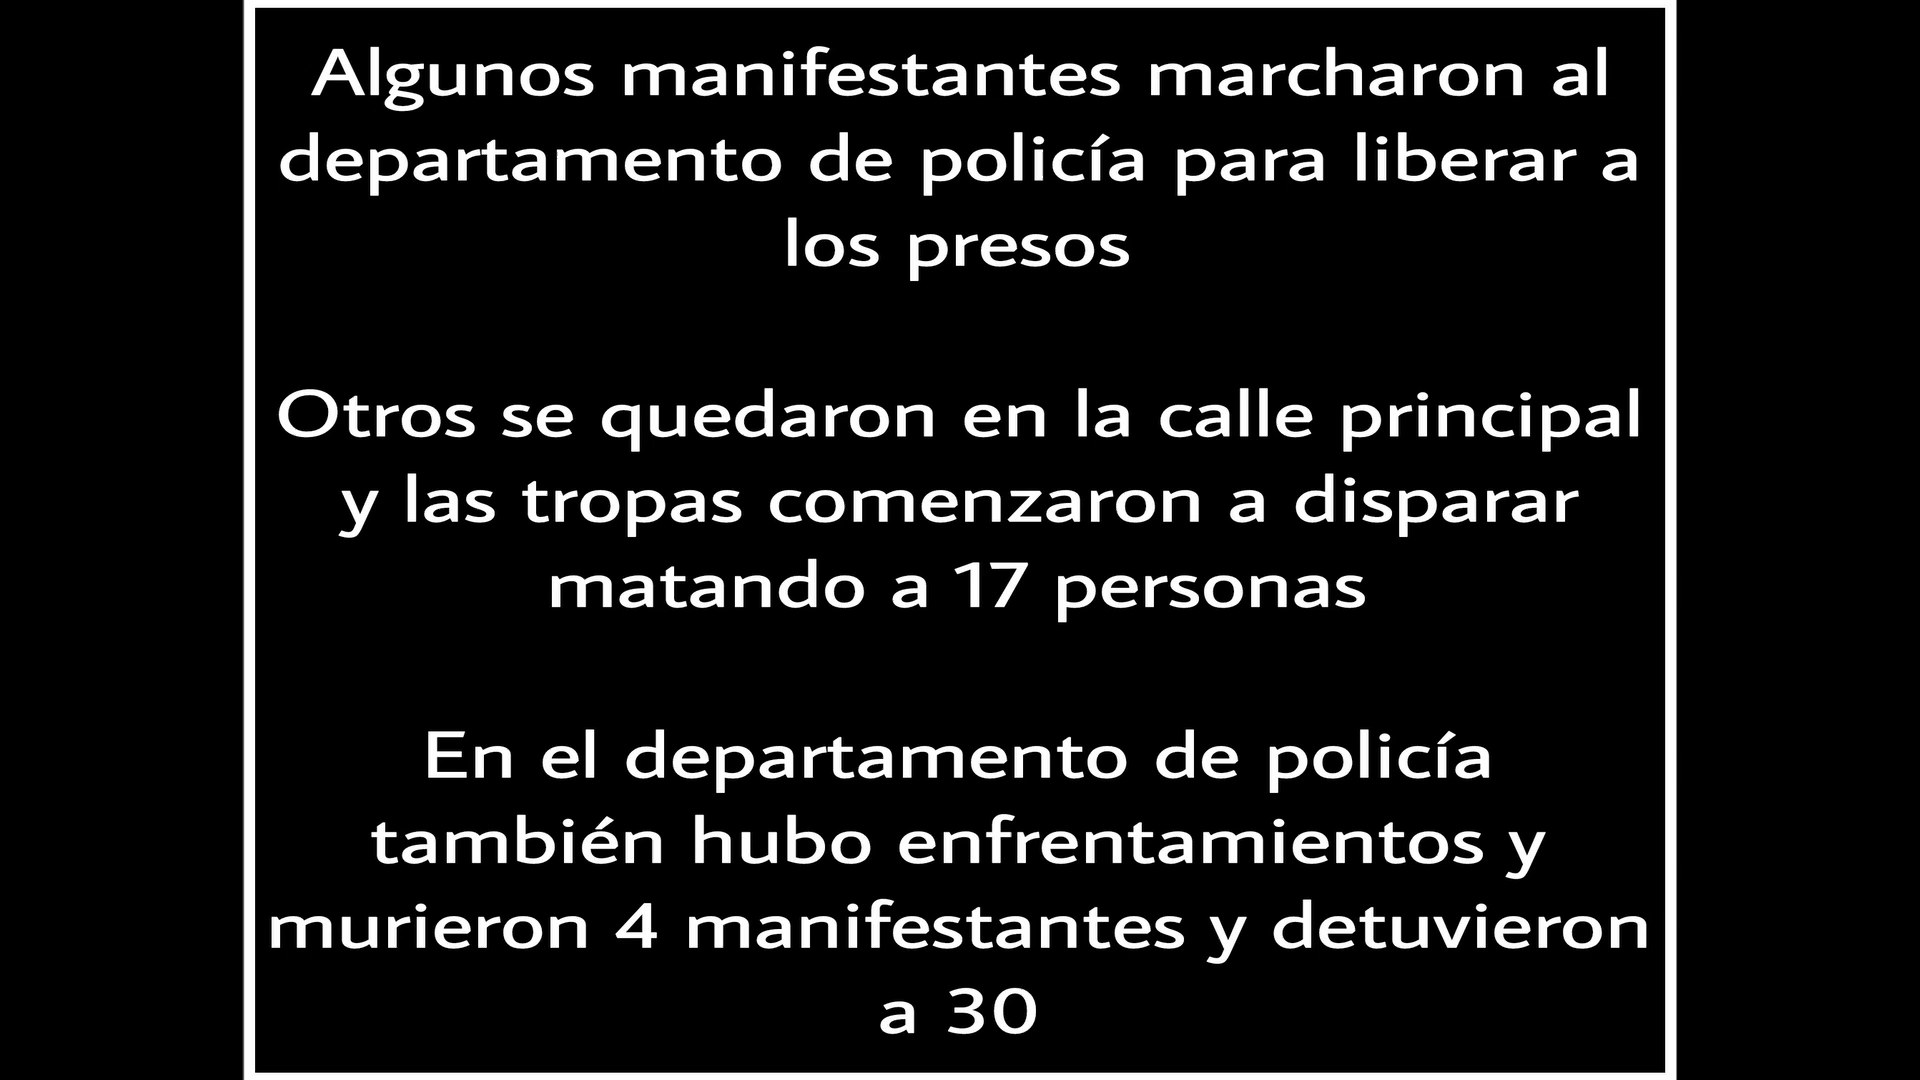 Algunos manifestantes marcharon al
departamento de policía para liberar a
los presos
Otros se quedaron en la calle principal
y las tropas comenzaron a disparar
matando a 17 personas
En el departamento de policía
también hubo enfrentamientos y
murieron 4 manifestantes y detuvieron
a 30